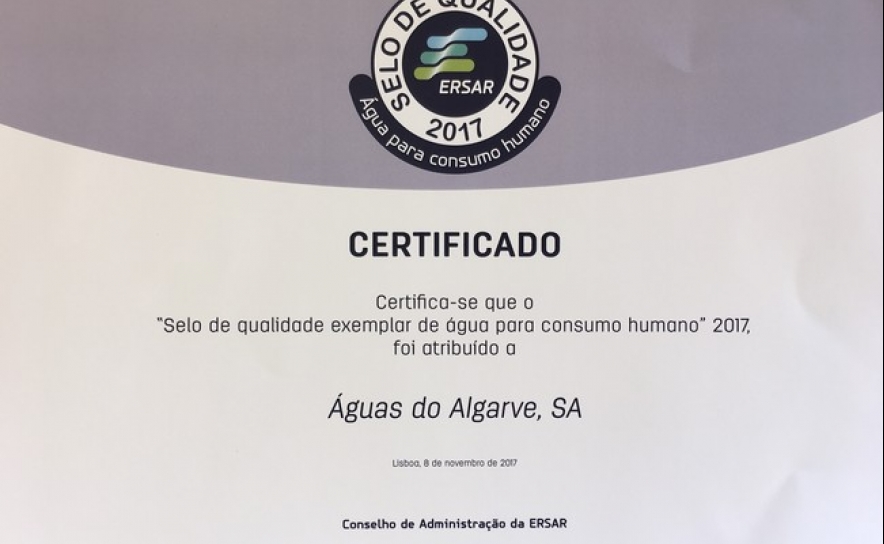 SELO DE QUALIDADE
ERSAR
2017
Água para consumo humano
CERTIFICADO
Certifica-se que o
"Selo de qualidade exemplar de água para consumo humano" 2017,
foi atribuído a
Águas do Algarve, SA
Lisboa, 8 de novembro de 2017
Conselho de Administração da ERSAR